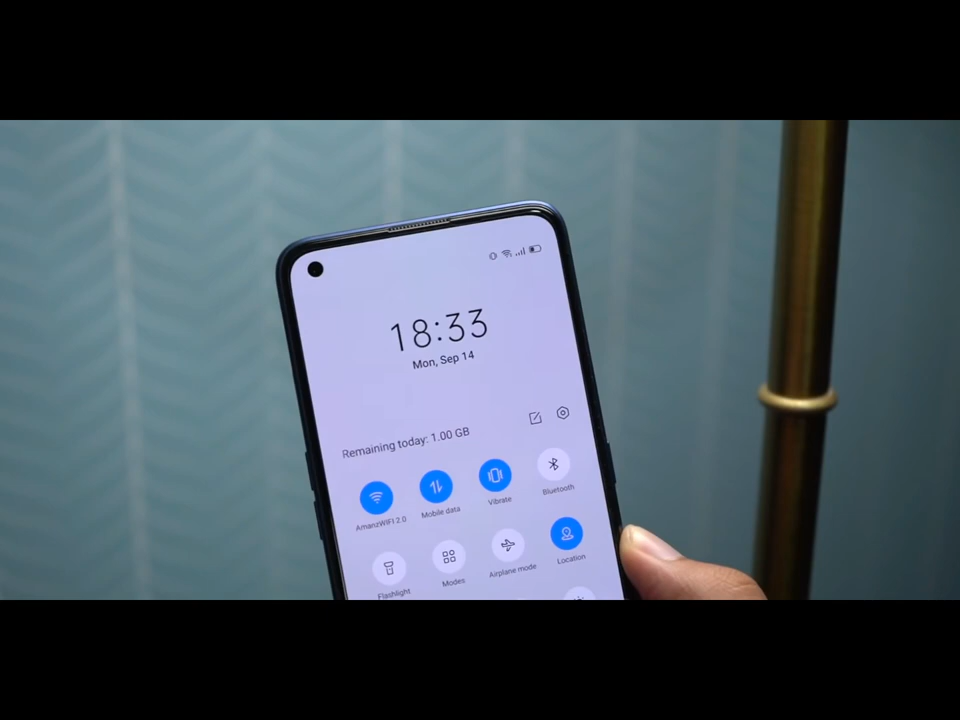 18:33
Mon, Sep 14
Remaining today: 1.00 GB
AmanzWIFI 2.0
Mobile data
Vibrate
Bluetooth
Flashlight
Modes
Airplane mode
Location